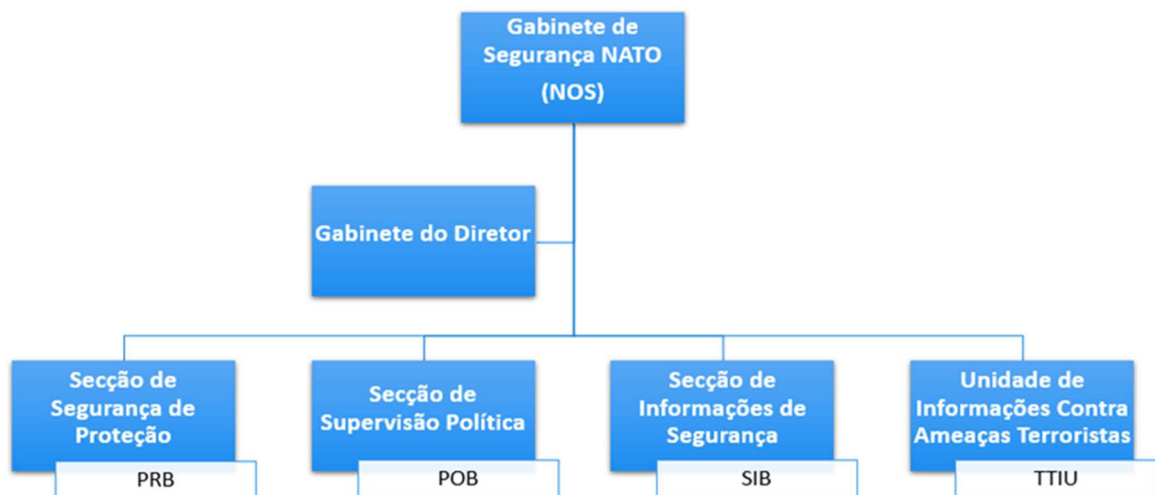 Gabinete de
Segurança NATO
(NOS)
Gabinete do Diretor
Secção de
Segurança de
Proteção
PRB
Secção de
Supervisão Política
POB
Secção de
Informações de
Segurança
SIB
Unidade de
Informações Contra
Ameaças Terroristas
TTIU